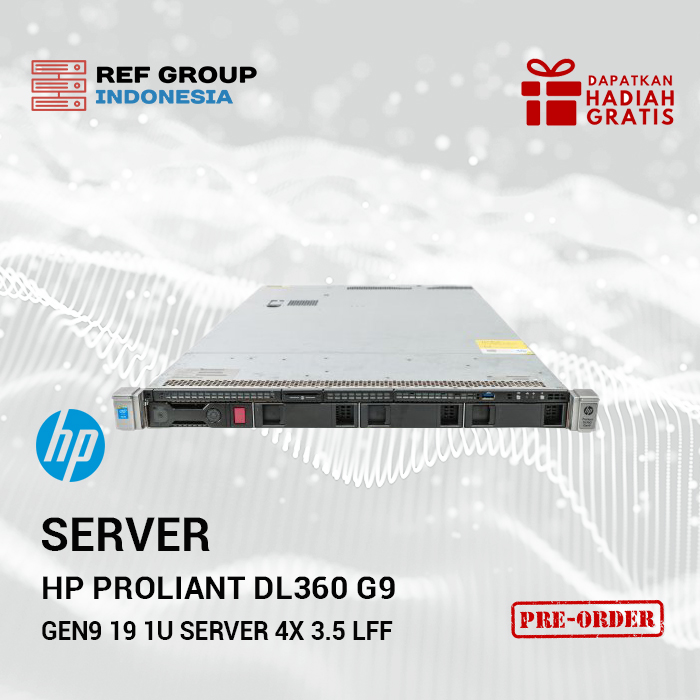 REF GROUP
INDONESIA
DAPATKAN
HADIAH
GRATIS
hp
SERVER
HP PROLIANT DL360 G9
GEN9 19 1U SERVER 4X 3.5 LFF
PRE-ORDER